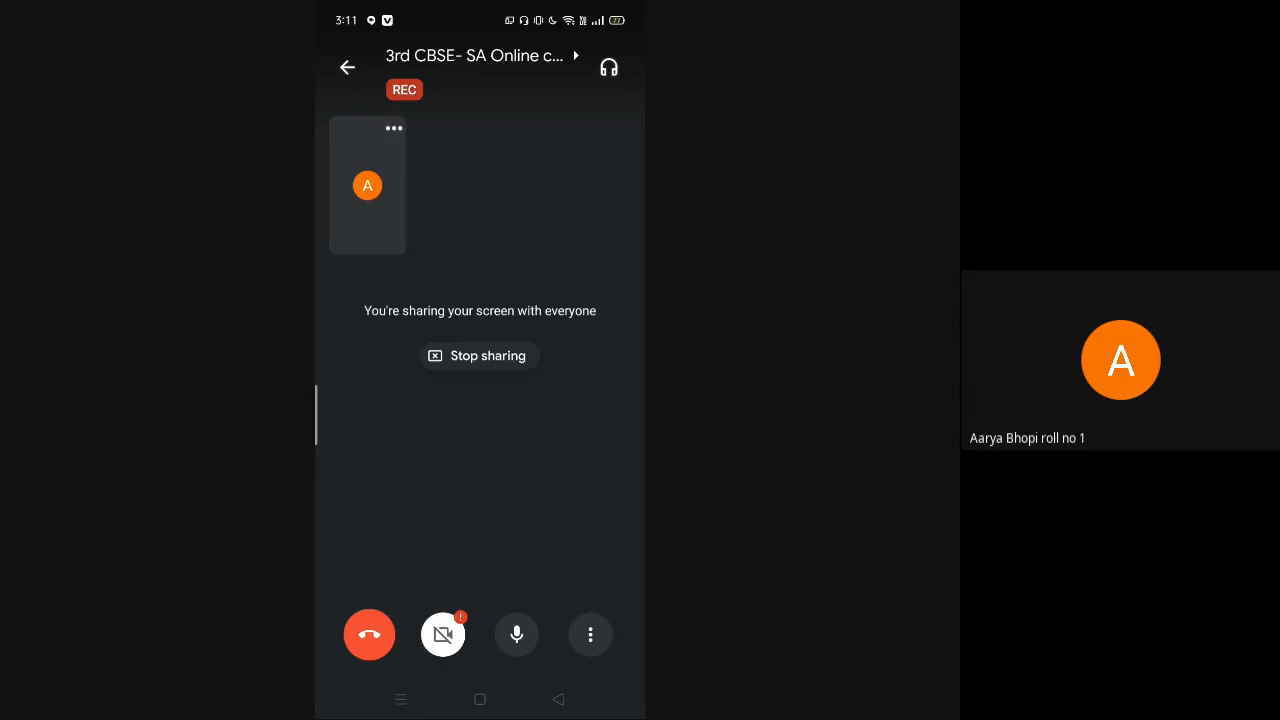 3:11
3rd CBSE- SA Online c...
REC
A
You're sharing your screen with everyone
Stop sharing
A
Aarya Bhopi roll no 1